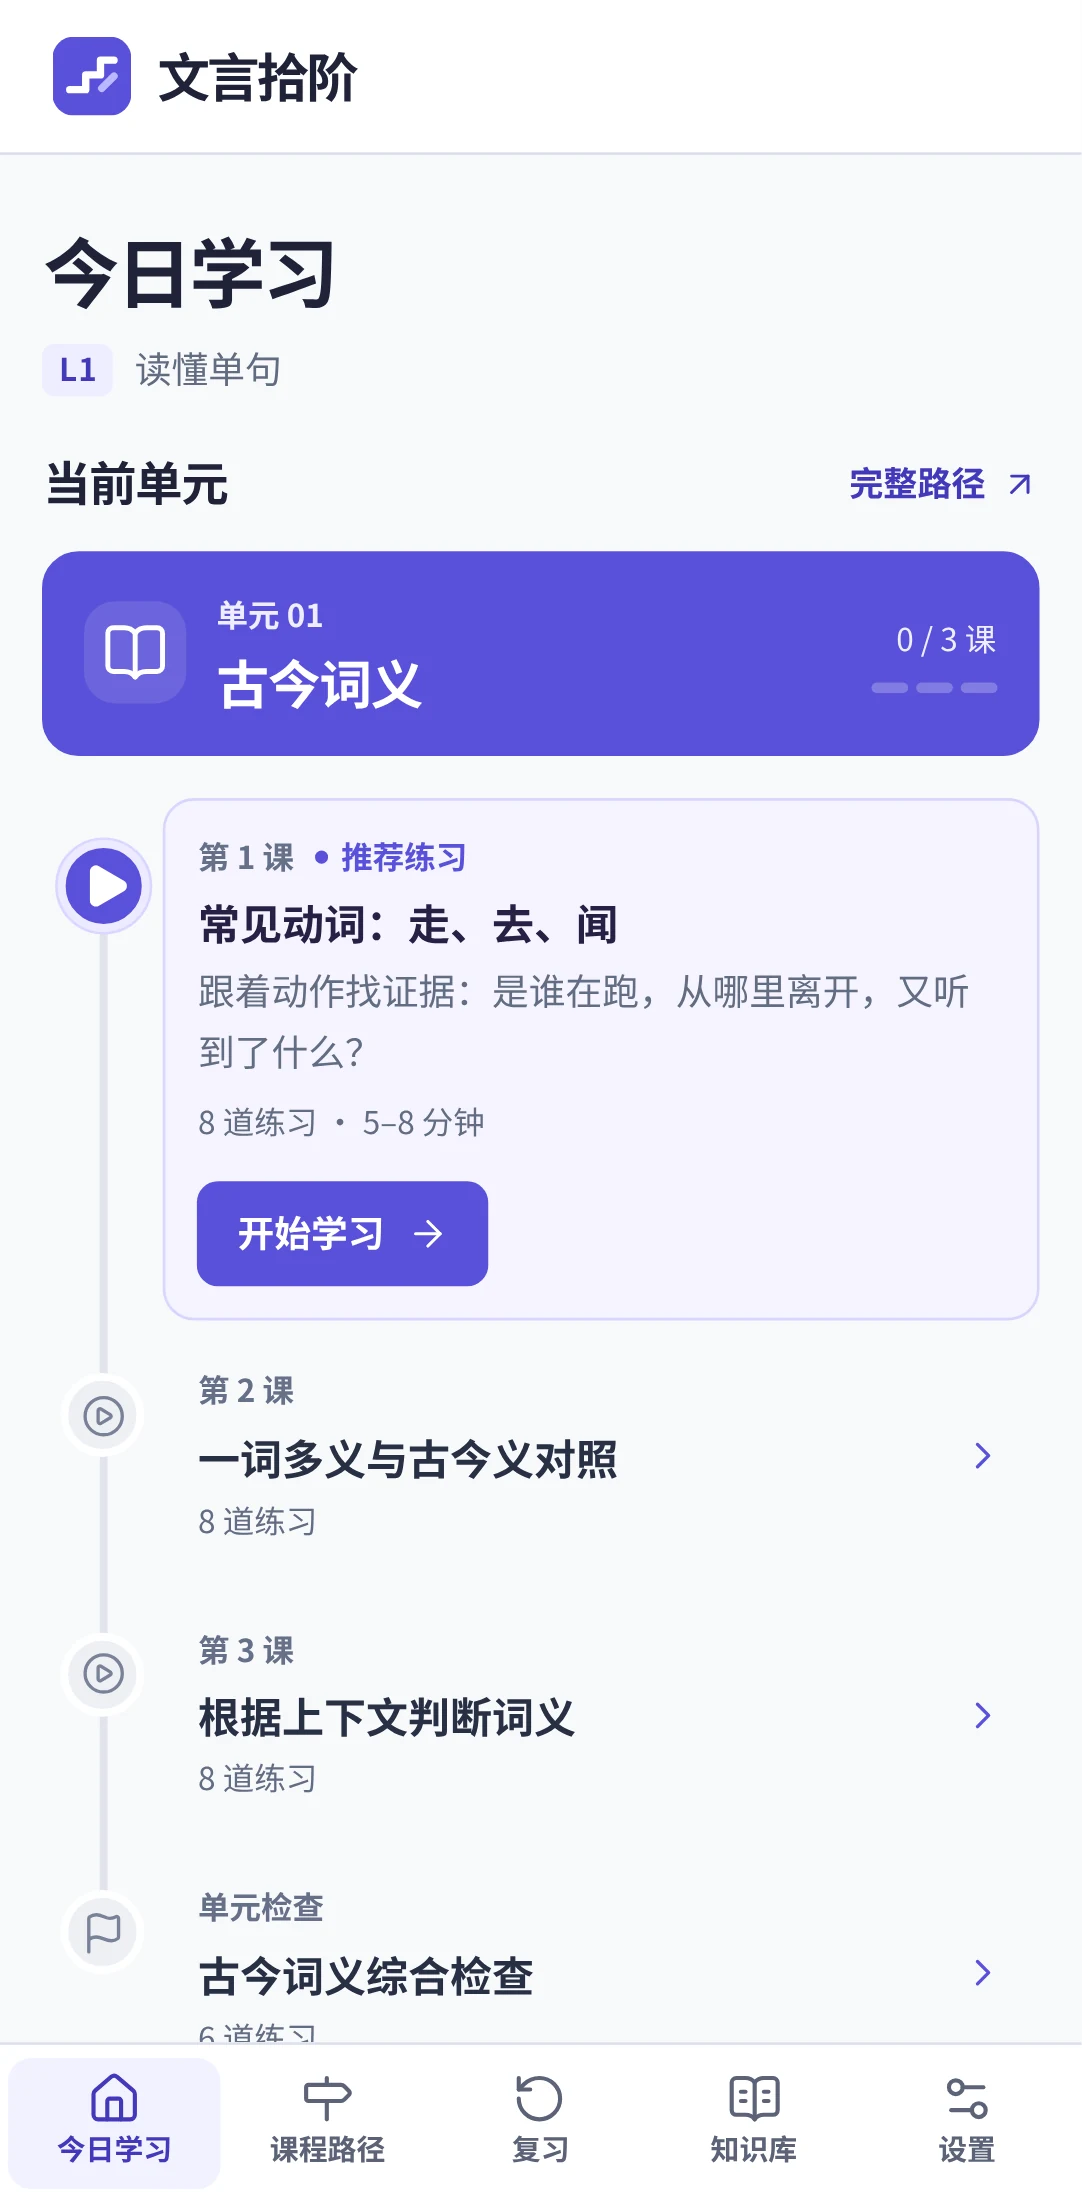 文言拾阶
今日学习
L1 读懂单句
当前单元
完整路径
单元 01
古今词义
0 / 3 课
第 1 课 • 推荐练习
常见动词：走、去、闻
跟着动作找证据：是谁在跑，从哪里离开，又听
到了什么？
8 道练习 · 5–8 分钟
开始学习
第 2 课
一词多义与古今义对照
8 道练习
第 3 课
根据上下文判断词义
8 道练习
单元检查
古今词义综合检查
6 道练习
今日学习
课程路径
复习
知识库
设置